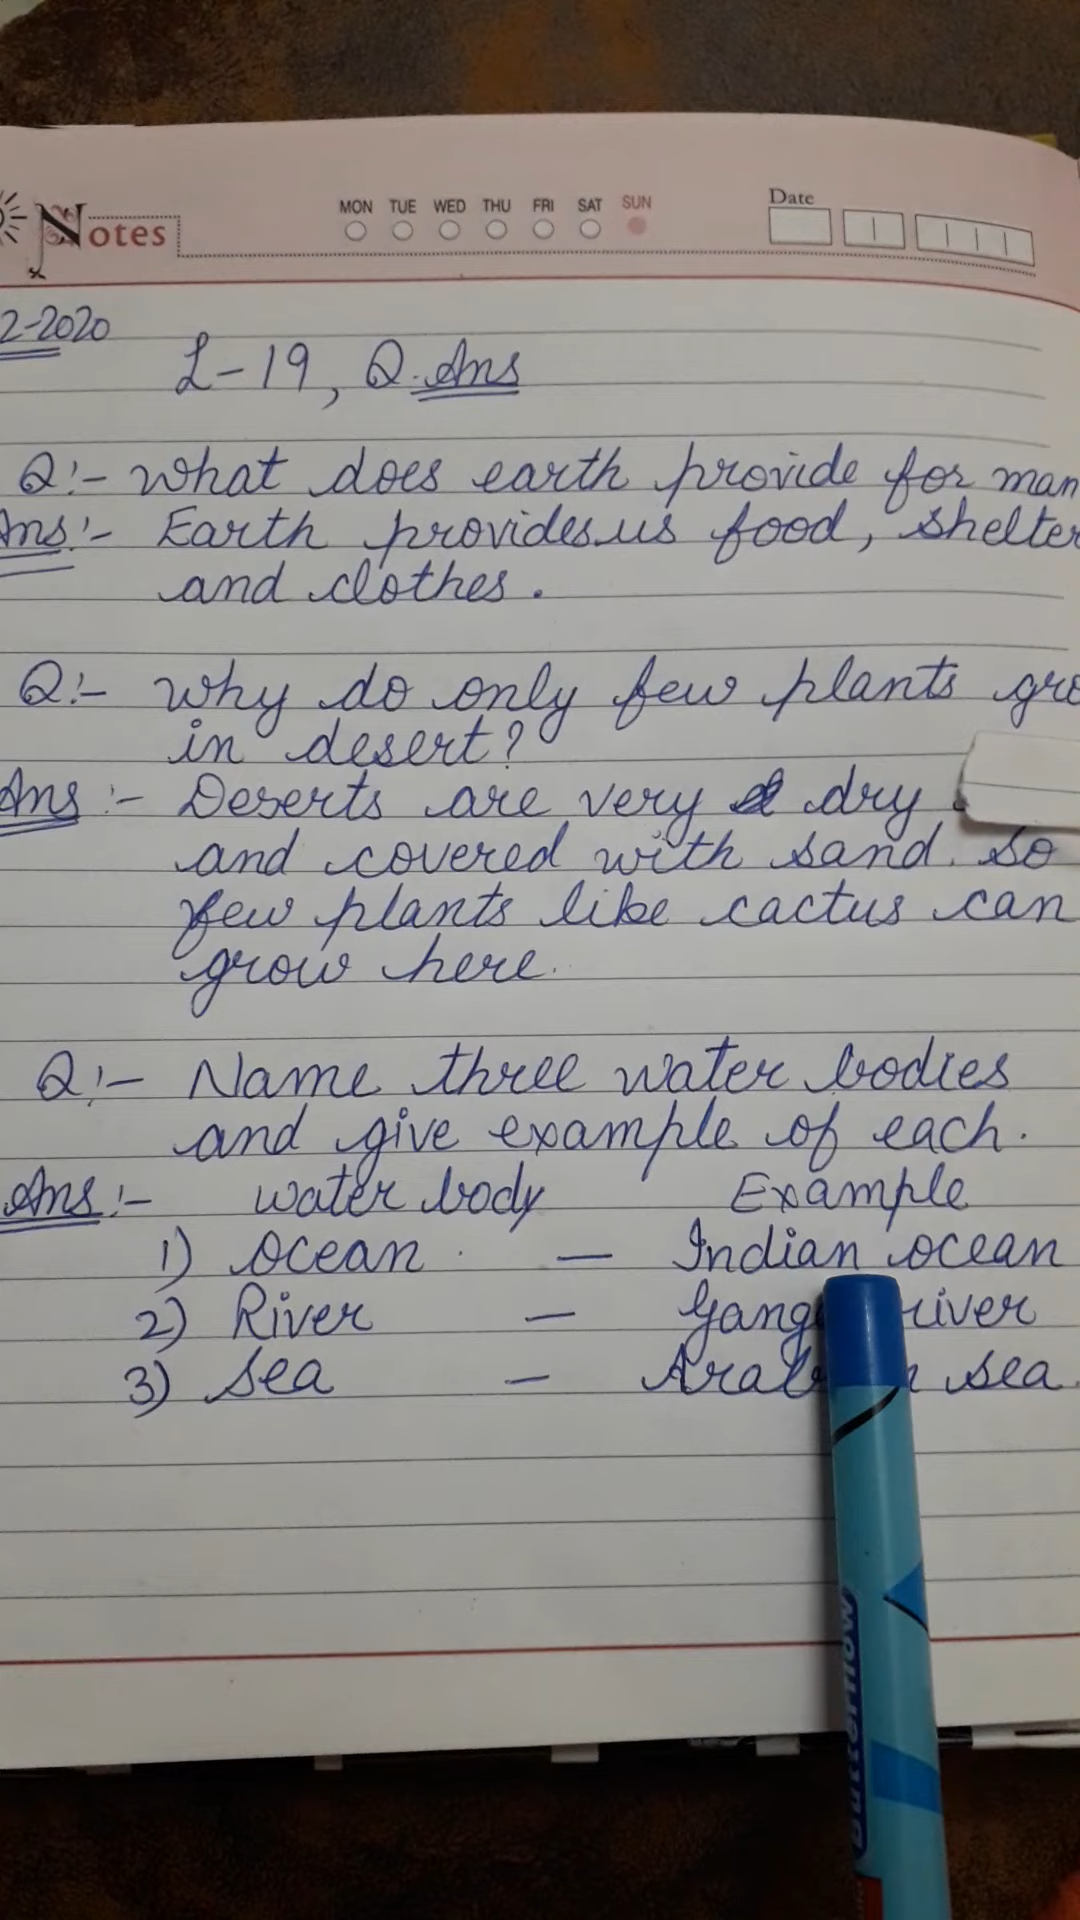 Notes
MON TUE WED THU FRI SAT SUN
Date
2-2020
L-19, Q.Ans
Q:- What does earth provide for man
Ans:- Earth provides us food, shelter
and clothes.
Q:- Why do only few plants
in desert?
Ans:- Deserts are very dry
and covered with sand. So
few plants like cactus can
grow here.
Q:- Name three water bodies
and give example of each.
Ans:- water body Example
1) Ocean - Indian ocean
2) River - river
3) Sea - sea
Butterflow